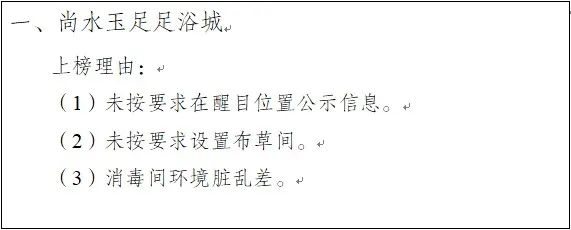 一、尚水玉足足浴城
上榜理由：
（1）未按要求在醒目位置公示信息。
（2）未按要求设置布草间。
（3）消毒间环境脏乱差。